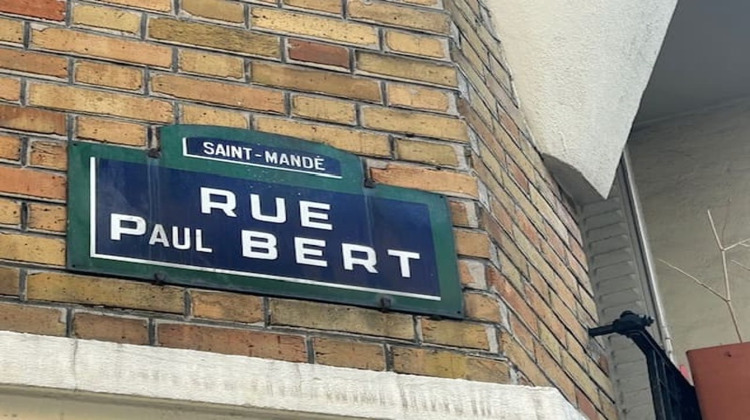 SAINT-MANDÉ
RUE
PAUL BERT